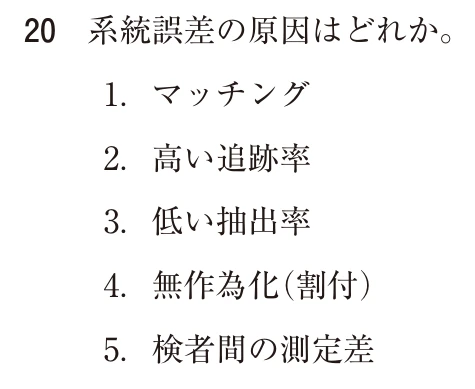 20 系統誤差の原因はどれか。
1. マッチング
2. 高い追跡率
3. 低い抽出率
4. 無作為化(割付)
5. 検者間の測定差